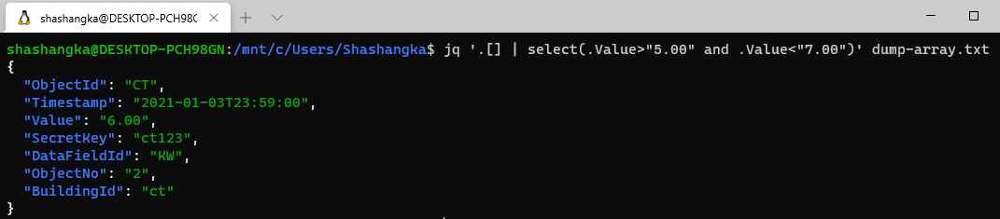 shashangka@DESKTOP-PCH98G
shashangka@DESKTOP-PCH98GN:/mnt/c/Users/Shashangka$ jq '.[] | select(.Value>"5.00" and .Value<"7.00")' dump-array.txt
{
  "ObjectId": "CT",
  "Timestamp": "2021-01-03T23:59:00",
  "Value": "6.00",
  "SecretKey": "ct123",
  "DataFieldId": "KW",
  "ObjectNo": "2",
  "BuildingId": "ct"
}